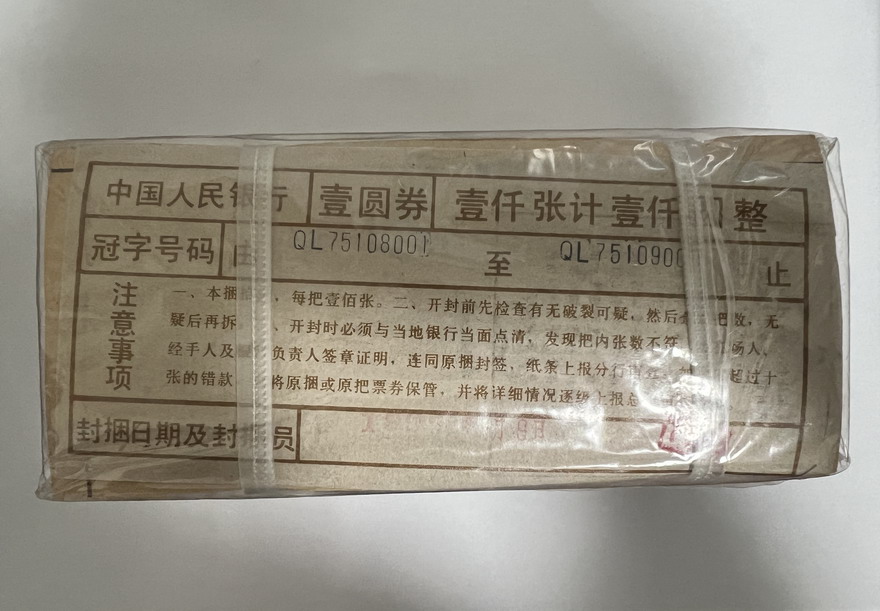 中国人民银行 壹圆券 壹仟张计壹仟 整
冠字号码 由 QL75108001 至 QL7510900 止
注意事项
一、本捆 ，每把壹佰张。二、开封前先检查有无破裂可疑，然后 把数，无
疑后再拆 、开封时必须与当地银行当面点清，发现把内张数不符 场人、
经手人及 负责人签章证明，连同原捆封签，纸条上报分行 超过十
张的错款 将原捆或原把票券保管，并将详细情况逐级上报总
封捆日期及封 员